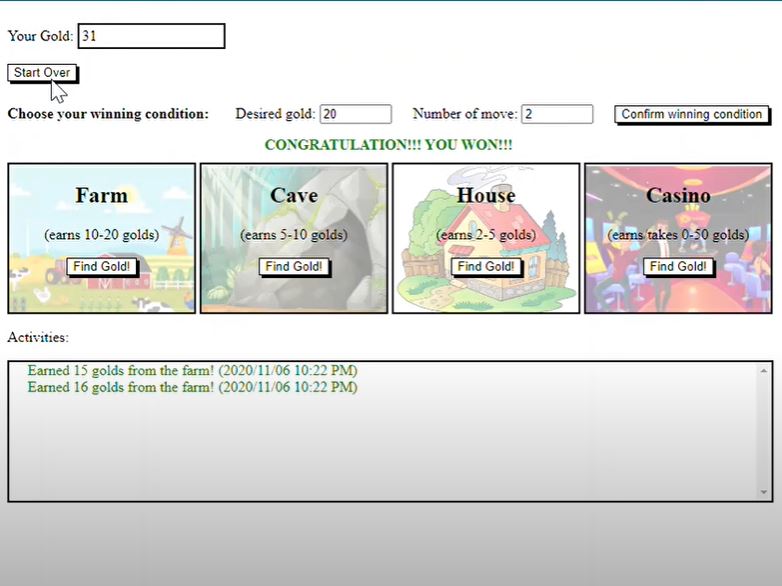 Your Gold: 31
Start Over
Choose your winning condition: Desired gold: 20 Number of move: 2 Confirm winning condition
CONGRATULATION!!! YOU WON!!!
Farm Cave House Casino
(earns 10-20 golds) (earns 5-10 golds) (earns 2-5 golds) (earns/takes 0-50 golds)
Find Gold! Find Gold! Find Gold! Find Gold!
Activities:
Earned 15 golds from the farm! (2020/11/06 10:22 PM)
Earned 16 golds from the farm! (2020/11/06 10:22 PM)